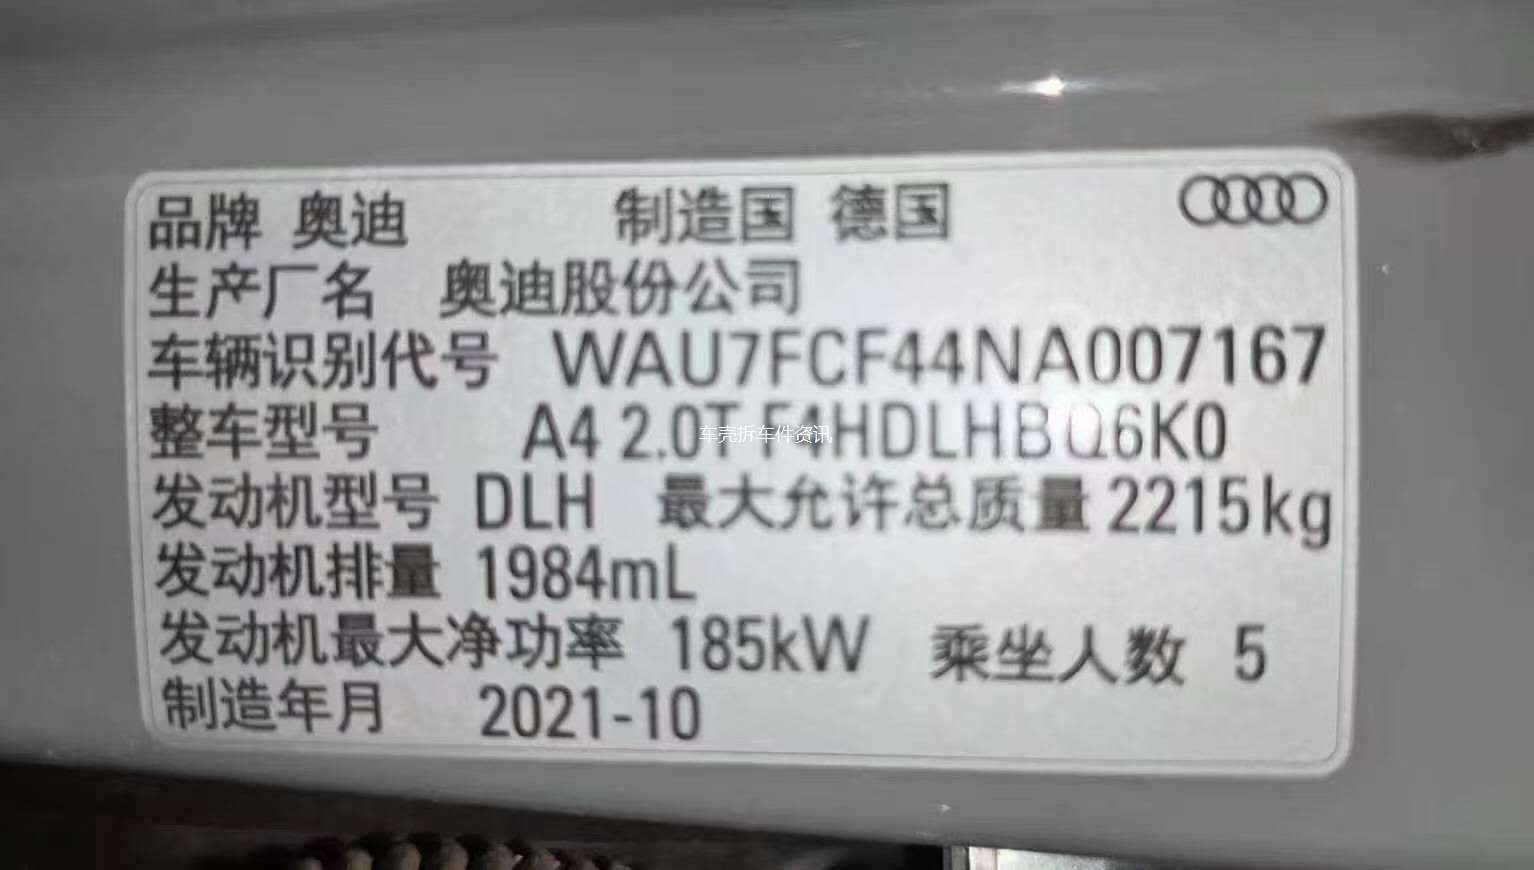 品牌 奥迪 制造国 德国
生产厂名 奥迪股份公司
车辆识别代号 WAU7FCF44NA007167
整车型号 A4 2.0T F4HDLHBQ6K0
车壳拆车件资讯
发动机型号 DLH 最大允许总质量 2215kg
发动机排量 1984mL
发动机最大净功率 185kW 乘坐人数 5
制造年月 2021-10